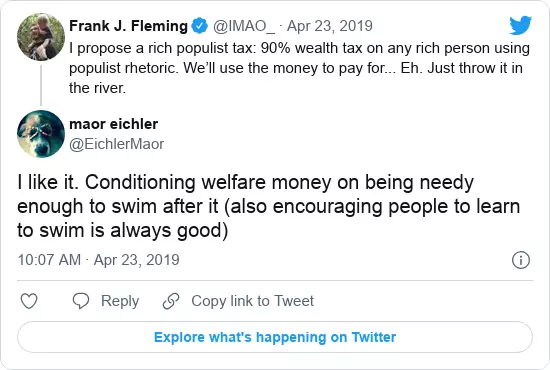 Frank J. Fleming @IMAO_ · Apr 23, 2019
I propose a rich populist tax: 90% wealth tax on any rich person using
populist rhetoric. We’ll use the money to pay for... Eh. Just throw it in
the river.
maor eichler
@EichlerMaor
I like it. Conditioning welfare money on being needy
enough to swim after it (also encouraging people to learn
to swim is always good)
10:07 AM · Apr 23, 2019
Reply Copy link to Tweet
Explore what's happening on Twitter